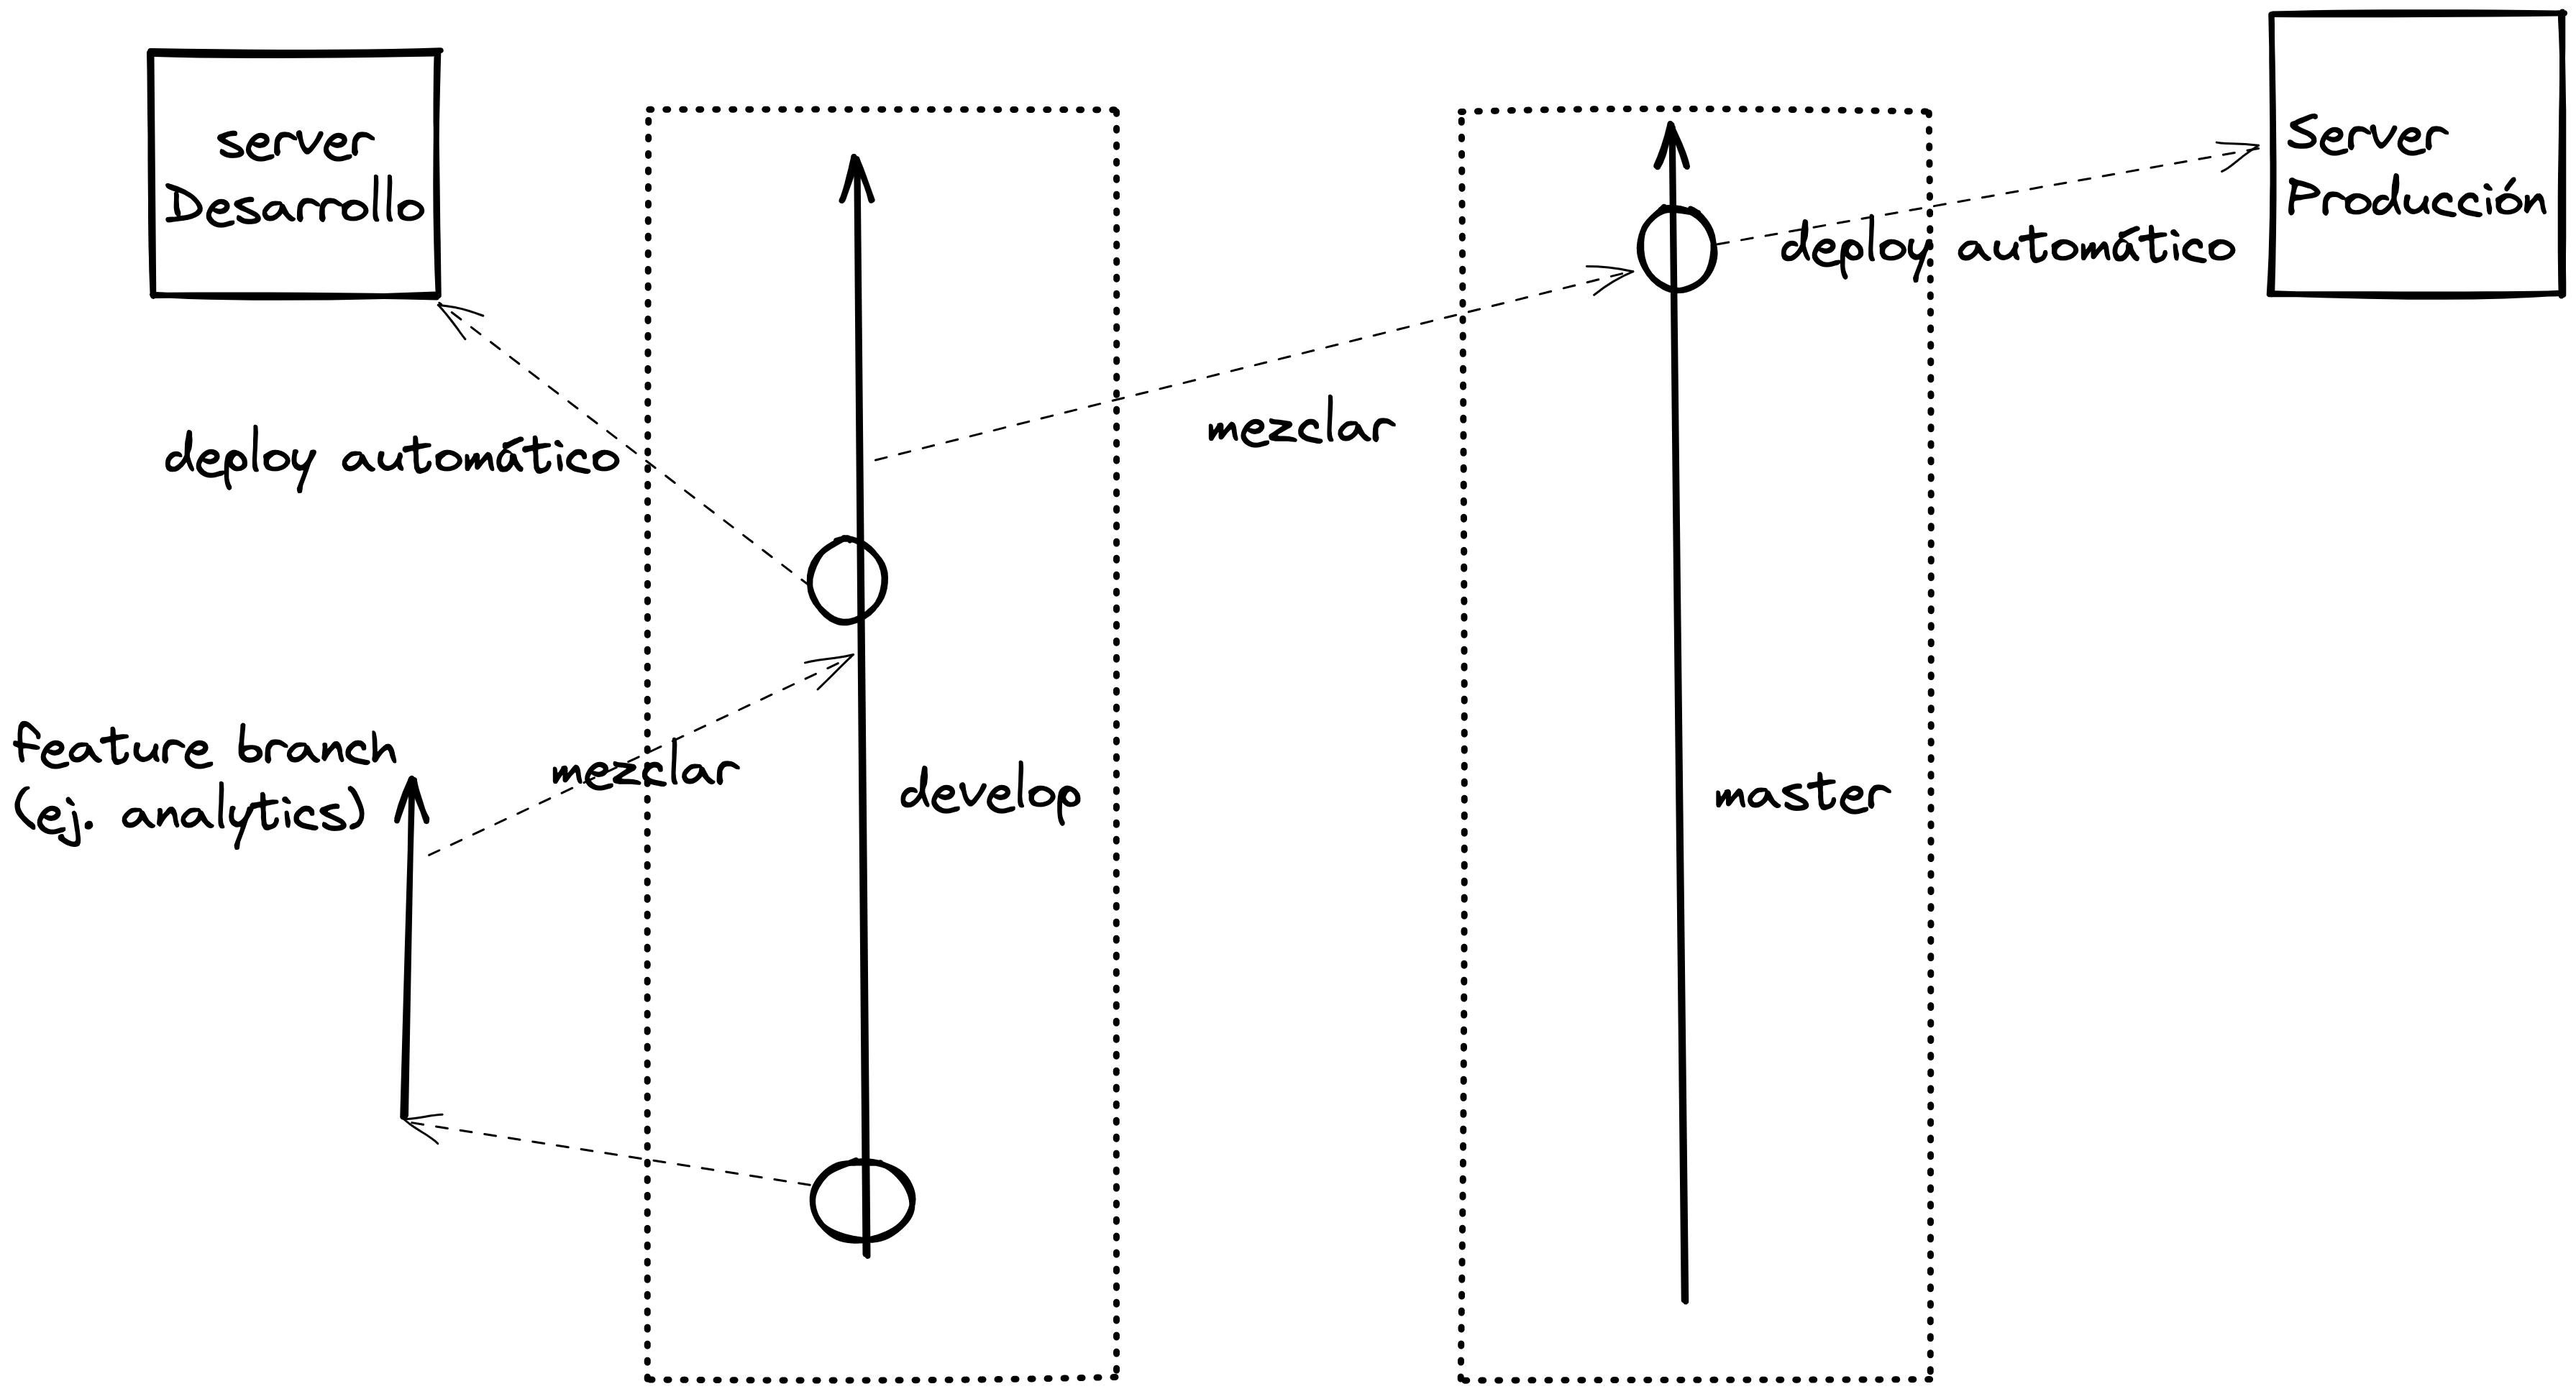 server
Desarrollo
Server
Producción
deploy automático
mezclar
deploy automático
feature branch
(ej. analytics)
mezclar
develop
master